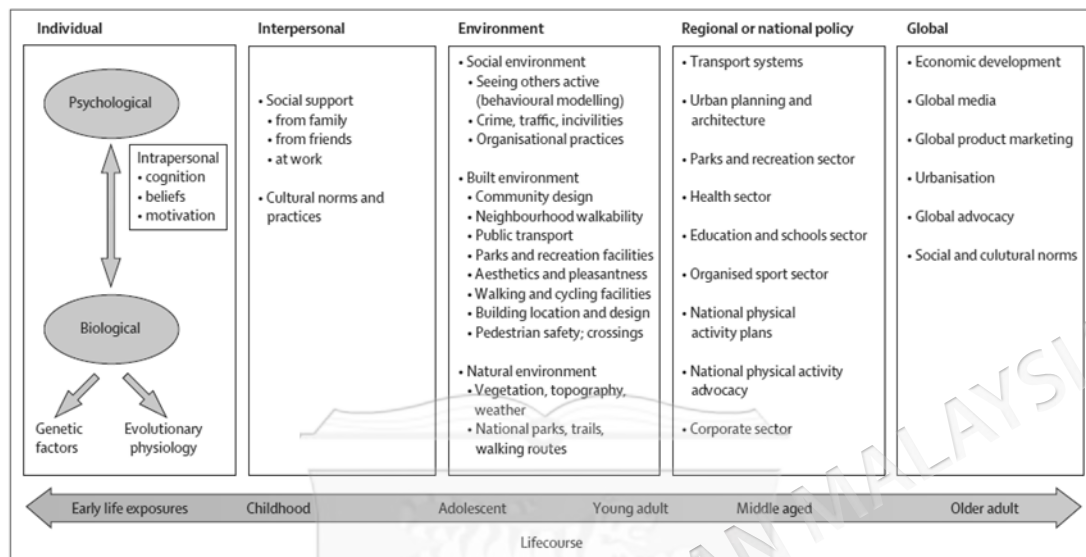 Individual
Psychological
Intrapersonal
• cognition
• beliefs
• motivation
Biological
Genetic
factors
Evolutionary
physiology
Interpersonal
• Social support
• from family
• from friends
• at work
• Cultural norms and
practices
Environment
• Social environment
• Seeing others active
(behavioural modelling)
• Crime, traffic, incivilities
• Organisational practices
• Built environment
• Community design
• Neighbourhood walkability
• Public transport
• Parks and recreation facilities
• Aesthetics and pleasantness
• Walking and cycling facilities
• Building location and design
• Pedestrian safety; crossings
• Natural environment
• Vegetation, topography,
weather
• National parks, trails,
walking routes
Regional or national policy
• Transport systems
• Urban planning and
architecture
• Parks and recreation sector
• Health sector
• Education and schools sector
• Organised sport sector
• National physical
activity plans
• National physical activity
advocacy
• Corporate sector
Global
• Economic development
• Global media
• Global product marketing
• Urbanisation
• Global advocacy
• Social and culutural norms
Early life exposures
Childhood
Adolescent
Young adult
Middle aged
Older adult
Lifecourse